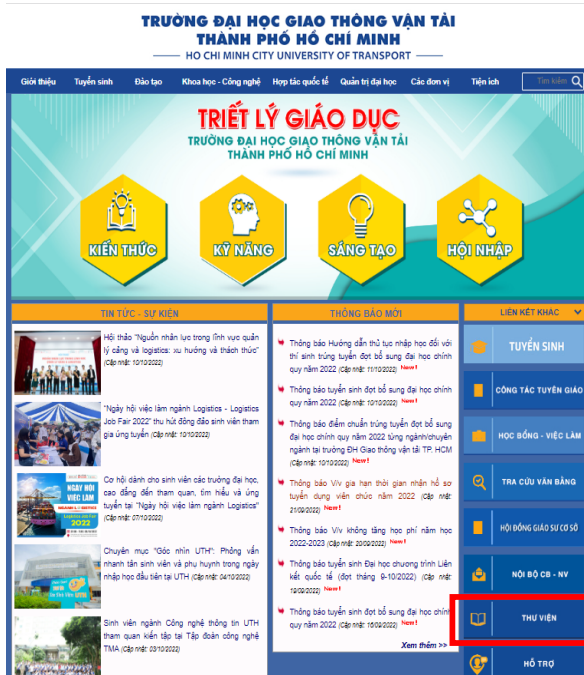 TRƯỜNG ĐẠI HỌC GIAO THÔNG VẬN TẢI
THÀNH PHỐ HỒ CHÍ MINH
HO CHI MINH CITY UNIVERSITY OF TRANSPORT
Giới thiệu Tuyển sinh Đào tạo Khoa học - Công nghệ Hợp tác quốc tế Quản trị đại học Các đơn vị Tiện ích Tìm kiếm
TRIẾT LÝ GIÁO DỤC
TRƯỜNG ĐẠI HỌC GIAO THÔNG VẬN TẢI
THÀNH PHỐ HỒ CHÍ MINH
KIẾN THỨC KỸ NĂNG SÁNG TẠO HỘI NHẬP
TIN TỨC - SỰ KIỆN
Hội thảo "Nguồn nhân lực trong lĩnh vực quản
lý cảng và logistics: xu hướng và thách thức"
(Cập nhật: 10/10/2022)
"Ngày hội việc làm ngành Logistics - Logistics
Job Fair 2022" thu hút đông đảo sinh viên tham
gia ứng tuyển (Cập nhật: 10/10/2022)
NGÀY HỘI
VIỆC LÀM
2022
Cơ hội dành cho sinh viên các trường đại học,
cao đẳng đến tham quan, tìm hiểu và ứng
tuyển tại "Ngày hội việc làm ngành Logistics"
(Cập nhật: 07/10/2022)
Chuyên mục "Góc nhìn UTH": Phỏng vấn
nhanh tân sinh viên và phụ huynh trong ngày
nhập học đầu tiên tại UTH (Cập nhật: 04/10/2022)
Sinh viên ngành Công nghệ thông tin UTH
tham quan kiến tập tại Tập đoàn công nghệ
TMA (Cập nhật: 03/10/2022)
THÔNG BÁO MỚI
Thông báo Hướng dẫn thủ tục nhập học đối với
thí sinh trúng tuyển đợt bổ sung đại học chính
quy năm 2022 (Cập nhật: 11/10/2022) New!
Thông báo tuyển sinh đợt bổ sung đại học chính
quy năm 2022 (Cập nhật: 10/10/2022) New!
Thông báo điểm chuẩn trúng tuyển đợt bổ sung
đại học chính quy năm 2022 từng ngành/chuyên
ngành tại trường ĐH Giao thông vận tải TP. HCM
(Cập nhật: 10/10/2022) New!
Thông báo V/v gia hạn thời gian nhận hồ sơ
tuyển dụng viên chức năm 2022 (Cập nhật:
21/09/2022) New!
Thông báo V/v không tăng học phí năm học
2022-2023 (Cập nhật: 20/09/2022) New!
Thông báo tuyển sinh Đại học chương trình Liên
kết quốc tế (đợt tháng 9-10/2022) (Cập nhật:
19/09/2022) New!
Thông báo tuyển sinh đợt bổ sung đại học chính
quy năm 2022 (Cập nhật: 16/09/2022) New!
Xem thêm >>
LIÊN KẾT KHÁC
TUYỂN SINH
CÔNG TÁC TUYÊN GIÁO
HỌC BỔNG - VIỆC LÀM
TRA CỨU VĂN BẰNG
HỘI ĐỒNG GIÁO SƯ CƠ SỞ
NỘI BỘ CB - NV
THƯ VIỆN
HỖ TRỢ